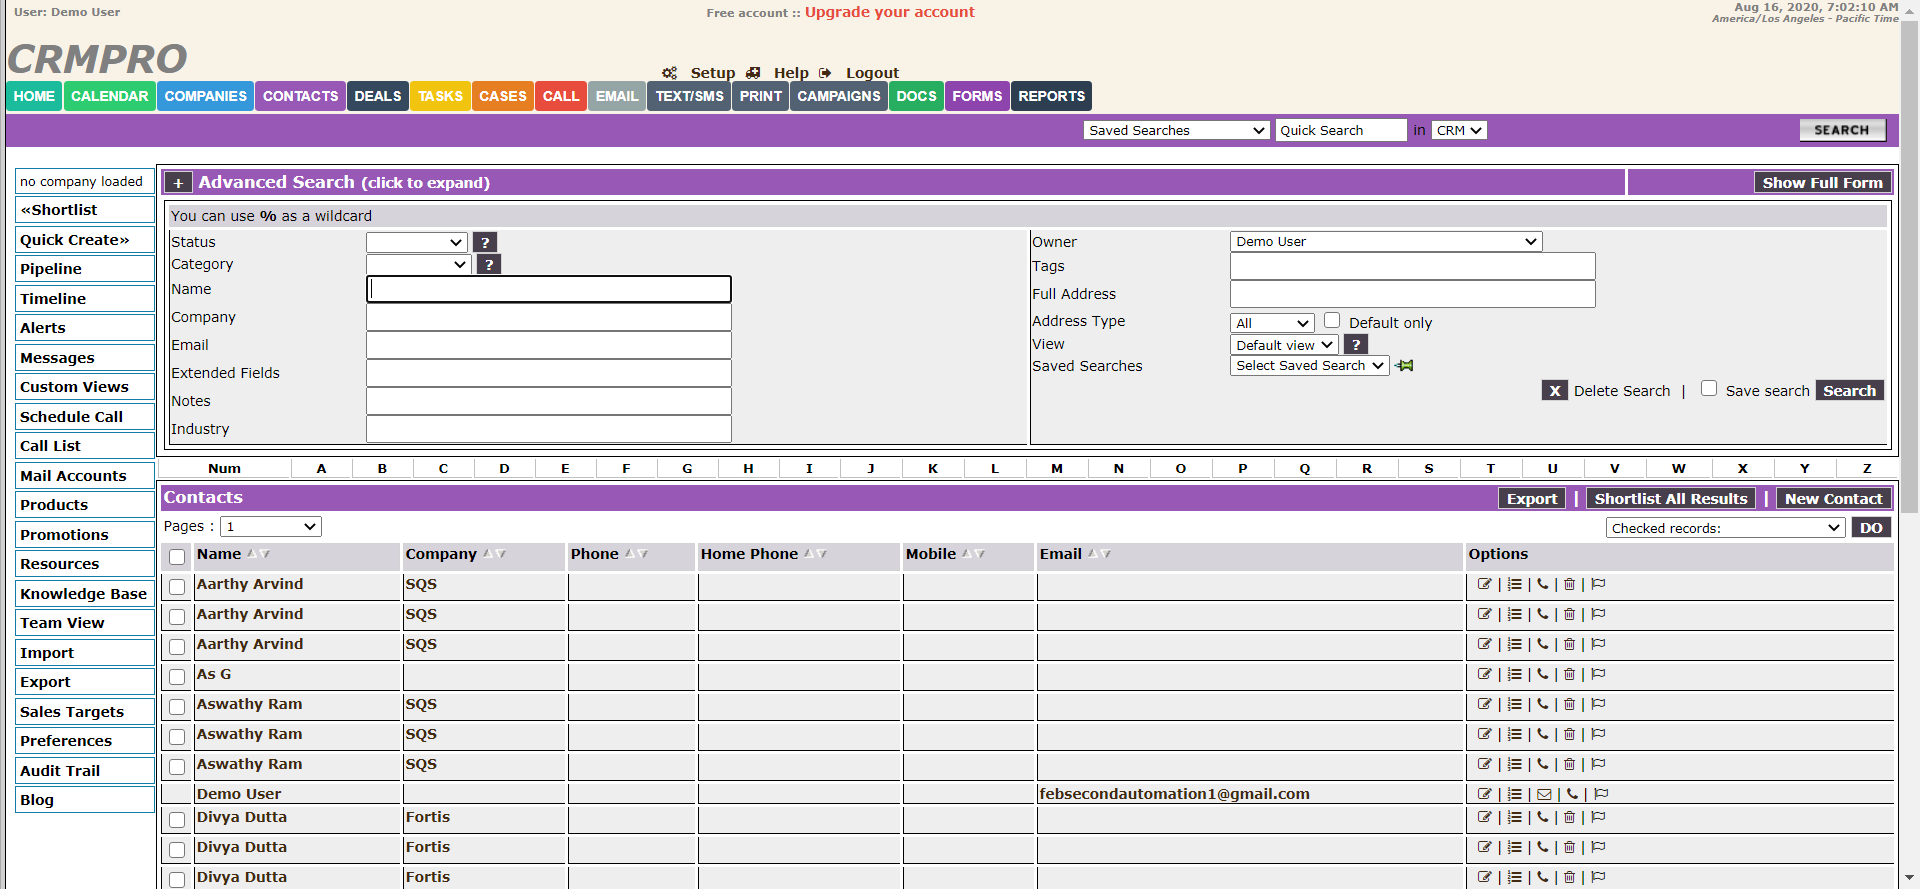 User: Demo User
Free account :: Upgrade your account
Aug 16, 2020, 7:02:10 AM
America/Los Angeles - Pacific Time
CRMPRO
Setup Help Logout
HOME CALENDAR COMPANIES CONTACTS DEALS TASKS CASES CALL EMAIL TEXT/SMS PRINT CAMPAIGNS DOCS FORMS REPORTS
Saved Searches Quick Search in CRM SEARCH
no company loaded
«Shortlist
Quick Create»
Pipeline
Timeline
Alerts
Messages
Custom Views
Schedule Call
Call List
Mail Accounts
Products
Promotions
Resources
Knowledge Base
Team View
Import
Export
Sales Targets
Preferences
Audit Trail
Blog
+ Advanced Search (click to expand) Show Full Form
You can use % as a wildcard
Status ?
Category ?
Name
Company
Email
Extended Fields
Notes
Industry
Owner Demo User
Tags
Full Address
Address Type All Default only
View Default view ?
Saved Searches Select Saved Search
X Delete Search | Save search Search
Num A B C D E F G H I J K L M N O P Q R S T U V W X Y Z
Contacts Export | Shortlist All Results | New Contact
Pages : 1 Checked records: DO
Name Company Phone Home Phone Mobile Email Options
Aarthy Arvind SQS | | | |
Aarthy Arvind SQS | | | |
Aarthy Arvind SQS | | | |
As G | | | |
Aswathy Ram SQS | | | |
Aswathy Ram SQS | | | |
Aswathy Ram SQS | | | |
Demo User febsecondautomation1@gmail.com | | | |
Divya Dutta Fortis | | | |
Divya Dutta Fortis | | | |
Divya Dutta Fortis | | | |